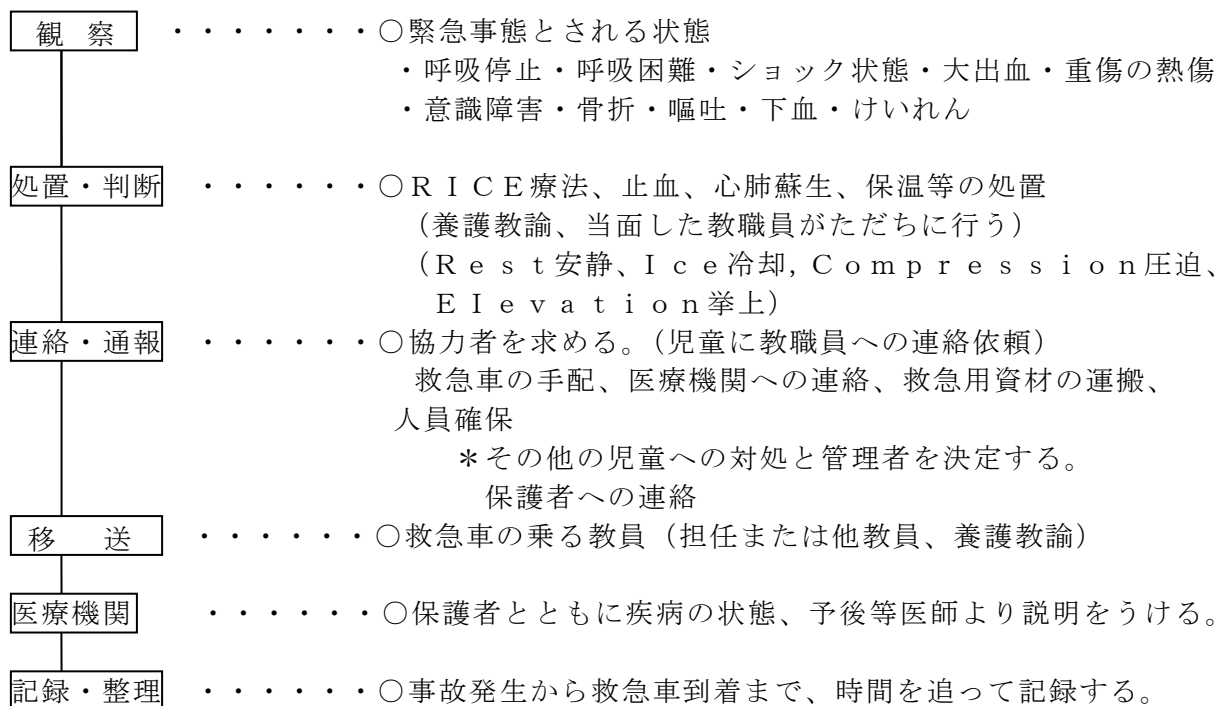 観 察 ・・・・・・・○緊急事態とされる状態
・呼吸停止・呼吸困難・ショック状態・大出血・重傷の熱傷
・意識障害・骨折・嘔吐・下血・けいれん
処置・判断 ・・・・・・○ＲＩＣＥ療法、止血、心肺蘇生、保温等の処置
（養護教諭、当面した教職員がただちに行う）
（Ｒｅｓｔ安静、Ｉｃｅ冷却，Ｃｏｍｐｒｅｓｓｉｏｎ圧迫、
ＥＩｅｖａｔｉｏｎ挙上）
連絡・通報 ・・・・・・○協力者を求める。（児童に教職員への連絡依頼）
救急車の手配、医療機関への連絡、救急用資材の運搬、
人員確保
＊その他の児童への対処と管理者を決定する。
保護者への連絡
移 送 ・・・・・・○救急車の乗る教員（担任または他教員、養護教諭）
医療機関 ・・・・・・○保護者とともに疾病の状態、予後等医師より説明をうける。
記録・整理 ・・・・・・○事故発生から救急車到着まで、時間を追って記録する。